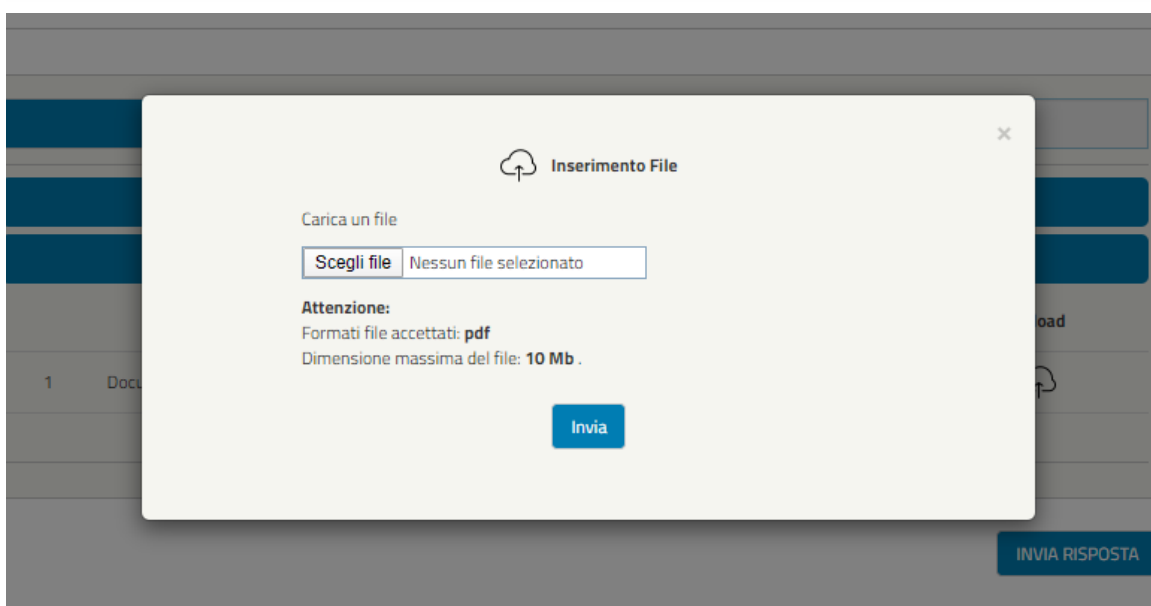 ×
Inserimento File
Carica un file
Scegli file Nessun file selezionato
Attenzione:
Formati file accettati: pdf
Dimensione massima del file: 10 Mb .
1
Invia
INVIA RISPOSTA